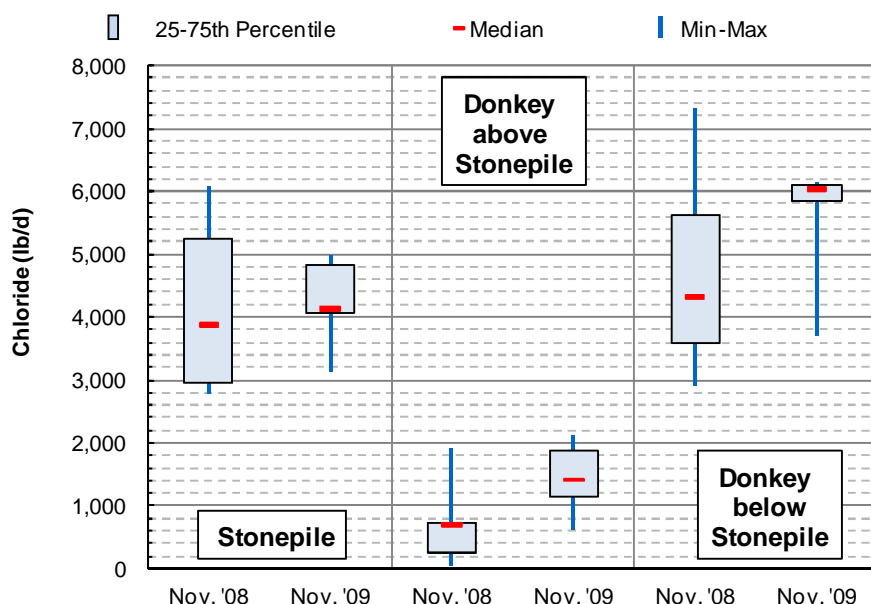 25-75th Percentile Median Min-Max
8,000
7,000
6,000
5,000
4,000
3,000
2,000
1,000
0
Chloride (lb/d)
Donkey
above
Stonepile
Stonepile
Donkey
below
Stonepile
Nov. '08 Nov. '09 Nov. '08 Nov. '09 Nov. '08 Nov. '09